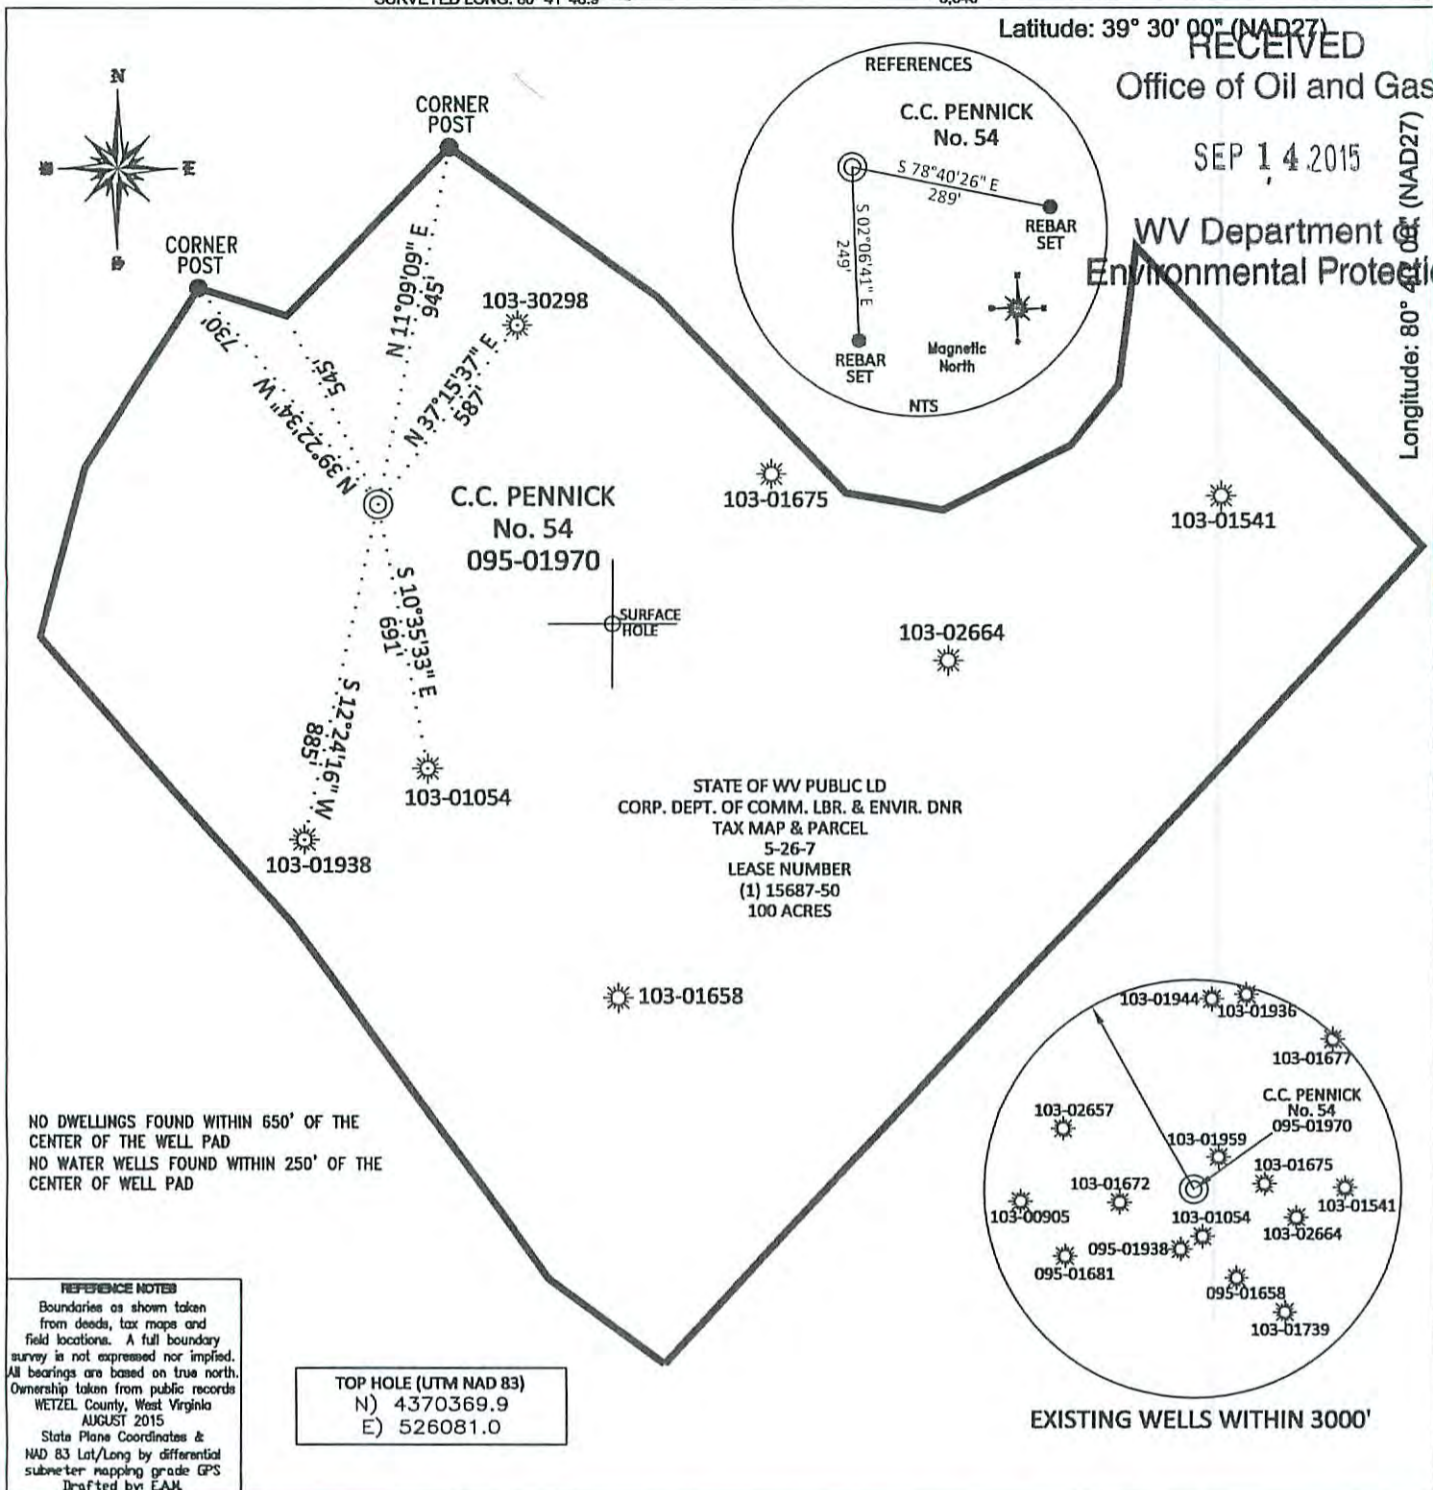 SURVEYED LONG. 80° 41' 46.9"
Latitude: 39° 30' 00" (NAD27)
RECEIVED
Office of Oil and Gas
SEP 14 2015
WV Department of
Environmental Protectio
Longitude: 80° 40' 00" (NAD27)
N
E
REFERENCES
C.C. PENNICK
No. 54
S 78°40'26" E
289'
REBAR
SET
S 02°06'41" E
249'
REBAR
SET
Magnetic
North
NTS
CORNER
POST
CORNER
POST
N 11°09'09" E
945'
730'
N 39°22'34" W
545'
103-30298
N 37°15'37" E
587'
C.C. PENNICK
No. 54
095-01970
SURFACE
HOLE
103-01675
103-01541
103-02664
S 10°35'33" E
691'
S 12°24'16" W
885'
103-01054
103-01938
STATE OF WV PUBLIC LD
CORP. DEPT. OF COMM. LBR. & ENVIR. DNR
TAX MAP & PARCEL
5-26-7
LEASE NUMBER
(1) 15687-50
100 ACRES
103-01658
NO DWELLINGS FOUND WITHIN 650' OF THE
CENTER OF THE WELL PAD
NO WATER WELLS FOUND WITHIN 250' OF THE
CENTER OF WELL PAD
103-01944
103-01936
103-01677
C.C. PENNICK
No. 54
095-01970
103-02657
103-01959
103-01675
103-01672
103-01541
103-00905
103-01054
103-02664
095-01938
095-01681
095-01658
103-01739
EXISTING WELLS WITHIN 3000'
REFERENCE NOTES
Boundaries as shown taken
from deeds, tax maps and
field locations. A full boundary
survey is not expressed nor implied.
All bearings are based on true north.
Ownership taken from public records
WETZEL County, West Virginia
AUGUST 2015
State Plane Coordinates &
NAD 83 Lat/Long by differential
submeter mapping grade GPS
Drafted by: E.A.M.
TOP HOLE (UTM NAD 83)
N) 4370369.9
E) 526081.0